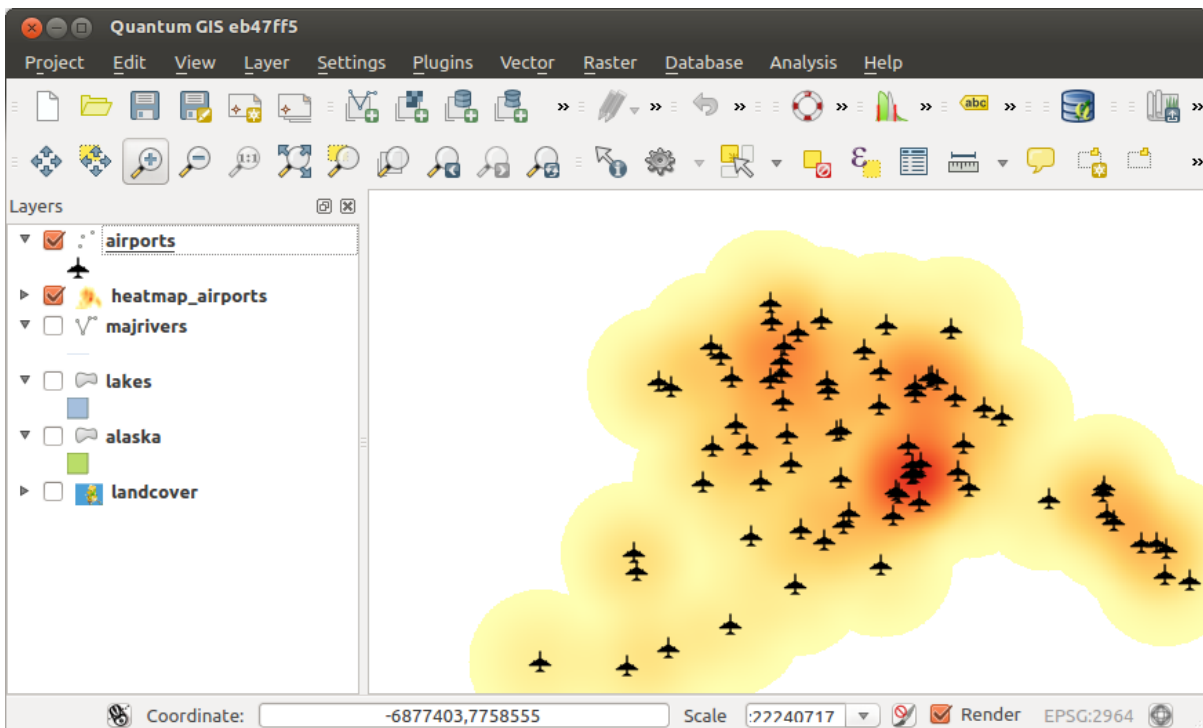 Quantum GIS eb47ff5
Project Edit View Layer Settings Plugins Vector Raster Database Analysis Help
abc
1:1
ε
Layers
airports
heatmap_airports
majrivers
lakes
alaska
landcover
Coordinate: -6877403,7758555 Scale :22240717 Render EPSG:2964